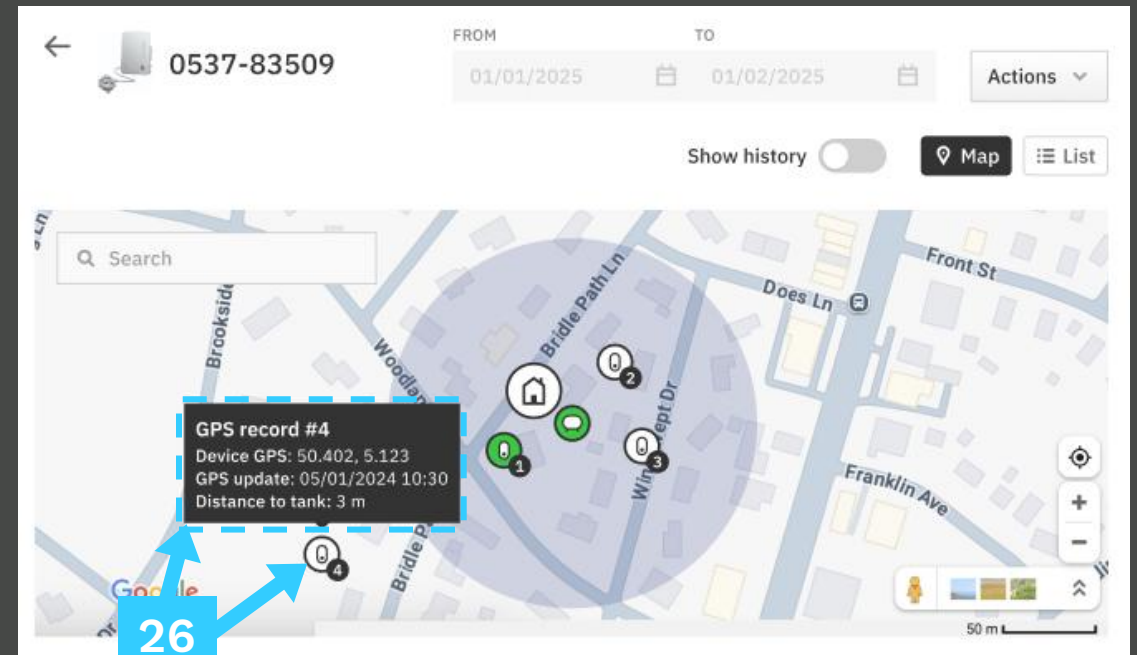 FROM
TO
0537-83509
01/01/2025
01/02/2025
Actions
Show history
Map
List
Search
Front St
Does Ln
Bridle Path Ln
Brookside
Woodlan
2
GPS record #4
Device GPS: 50.402, 5.123
GPS update: 05/01/2024 10:30
Distance to tank: 3 m
1
3
Franklin Ave
+
−
4
Bridle P
Google
Dr
26
50 m